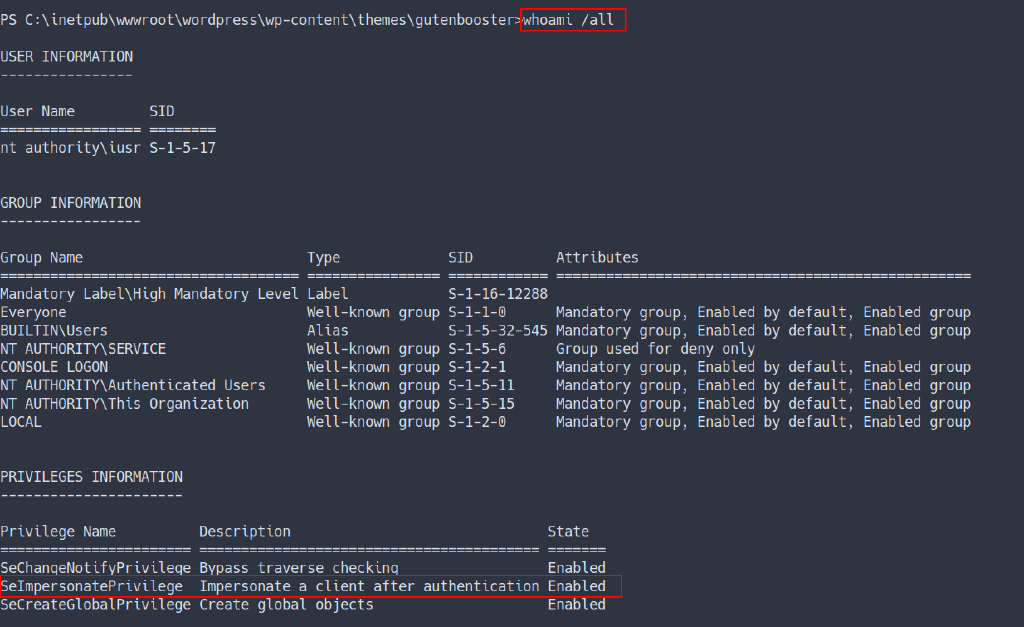 PS C:\inetpub\wwwroot\wordpress\wp-content\themes\gutenbooster>whoami /all
USER INFORMATION
----------------
User Name        SID
================= ========
nt authority\iusr S-1-5-17
GROUP INFORMATION
-----------------
Group Name                           Type             SID          Attributes
==================================== ================ ============ ==================================================
Mandatory Label\High Mandatory Level Label            S-1-16-12288
Everyone                             Well-known group S-1-1-0      Mandatory group, Enabled by default, Enabled group
BUILTIN\Users                        Alias            S-1-5-32-545 Mandatory group, Enabled by default, Enabled group
NT AUTHORITY\SERVICE                 Well-known group S-1-5-6      Group used for deny only
CONSOLE LOGON                        Well-known group S-1-2-1      Mandatory group, Enabled by default, Enabled group
NT AUTHORITY\Authenticated Users     Well-known group S-1-5-11     Mandatory group, Enabled by default, Enabled group
NT AUTHORITY\This Organization       Well-known group S-1-5-15     Mandatory group, Enabled by default, Enabled group
LOCAL                                Well-known group S-1-2-0      Mandatory group, Enabled by default, Enabled group
PRIVILEGES INFORMATION
----------------------
Privilege Name          Description                               State
======================= ========================================= =======
SeChangeNotifyPrivilege Bypass traverse checking                  Enabled
SeImpersonatePrivilege  Impersonate a client after authentication Enabled
SeCreateGlobalPrivilege Create global objects                     Enabled